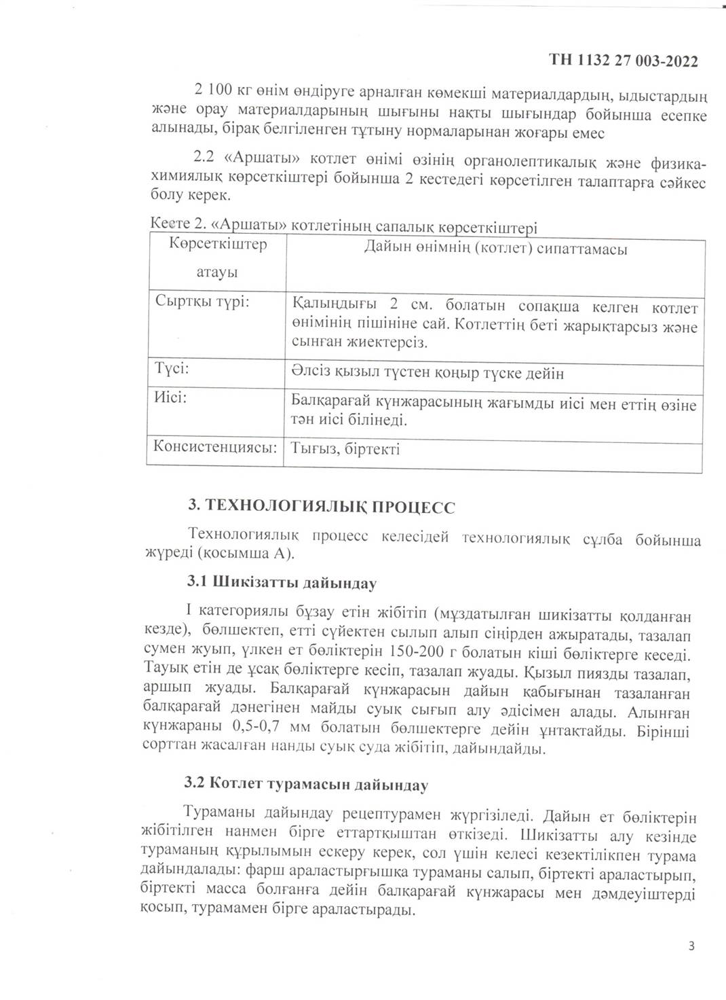 ТН 1132 27 003-2022
2 100 кг өнім өндіруге арналған көмекші материалдардың, ыдыстардың
және орау материалдарының шығыны нақты шығындар бойынша есепке
алынады, бірақ белгіленген тұтыну нормаларынан жоғары емес
2.2 «Аршаты» котлет өнімі өзінің органолептикалық және физика-
химиялық көрсеткіштері бойынша 2 кестедегі көрсетілген талаптарға сәйкес
болу керек.
Кесте 2. «Аршаты» котлетіның сапалық көрсеткіштері
Көрсеткіштер
атауы
Дайын өнімнің (котлет) сипаттамасы
Сыртқы түрі:
Қалыңдығы 2 см. болатын сопақша келген котлет
өнімінің пішініне сай. Котлеттің беті жарықтарсыз және
сынған жиектерсіз.
Түсі:
Әлсіз қызыл түстен қоңыр түске дейін
Иісі:
Балқарағай күнжарасының жағымды иісі мен еттің өзіне
тән иісі білінеді.
Консистенциясы:
Тығыз, біртекті
3. ТЕХНОЛОГИЯЛЫҚ ПРОЦЕСС
Технологиялық процесс келесідей технологиялық сұлба бойынша
жүреді (қосымша А).
3.1 Шикізатты дайындау
I категориялы бұзау етін жібітіп (мұздатылған шикізатты қолданған
кезде), бөлшектеп, етті сүйектен сылып алып сіңірден ажыратады, тазалап
сумен жуып, үлкен ет бөліктерін 150-200 г болатын кіші бөліктерге кеседі.
Тауық етін де ұсақ бөліктерге кесіп, тазалап жуады. Қызыл пиязды тазалап,
аршып жуады. Балқарағай күнжарасын дайын қабығынан тазаланған
балқарағай дәнегінен майды суық сығып алу әдісімен алады. Алынған
күнжараны 0,5-0,7 мм болатын бөлшектерге дейін ұнтақтайды. Бірінші
сорттан жасалған нанды суық суда жібітіп, дайындайды.
3.2 Котлет турамасын дайындау
Тураманы дайындау рецептурамен жүргізіледі. Дайын ет бөліктерін
жібітілген нанмен бірге еттартқыштан өткізеді. Шикізатты алу кезінде
тураманың құрылымын ескеру керек, сол үшін келесі кезектілікпен турама
дайындалады: фарш араластырғышқа тураманы салып, біртекті араластырып,
біртекті масса болғанға дейін балқарағай күнжарасы мен дәмдеуіштерді
қосып, турамамен бірге араластырады.
3